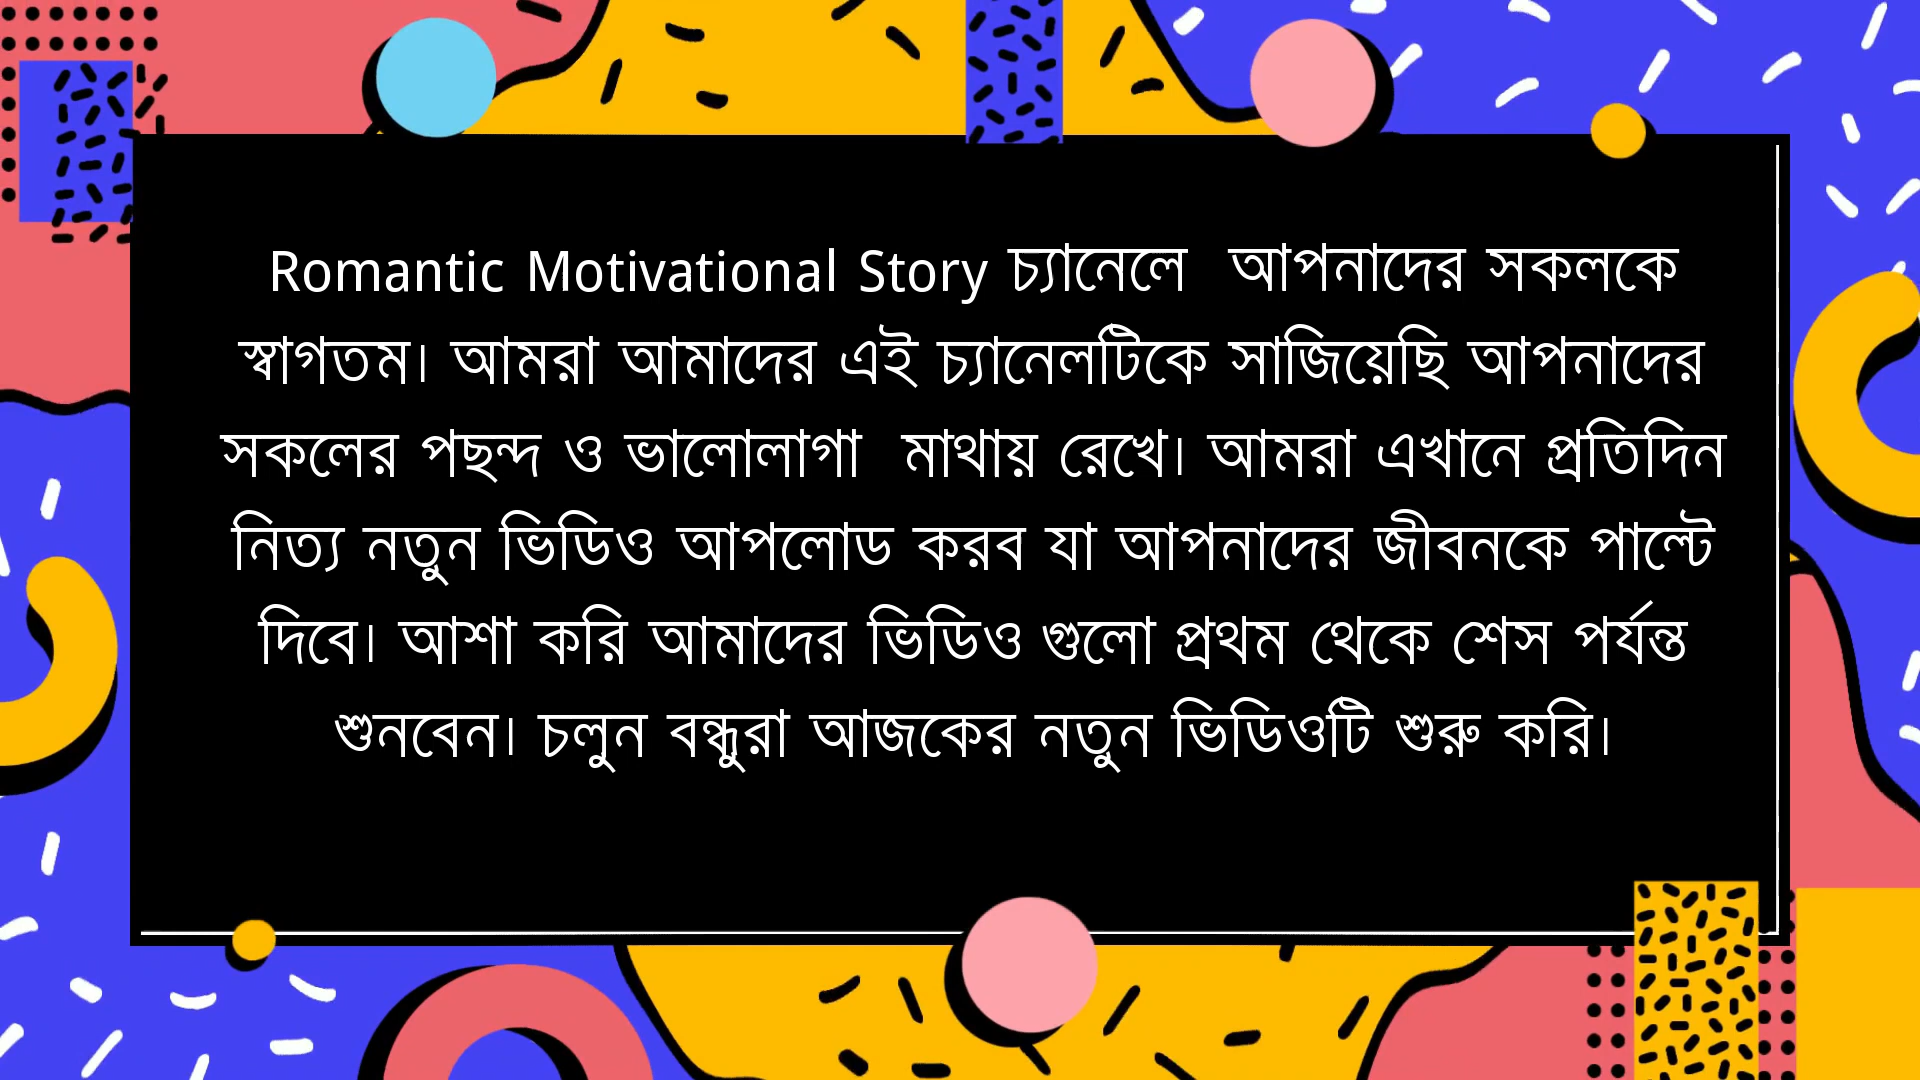 Romantic Motivational Story চ্যানেলে আপনাদের সকলকে
স্বাগতম। আমরা আমাদের এই চ্যানেলটিকে সাজিয়েছি আপনাদের
সকলের পছন্দ ও ভালোলাগা মাথায় রেখে। আমরা এখানে প্রতিদিন
নিত্য নতুন ভিডিও আপলোড করব যা আপনাদের জীবনকে পাল্টে
দিবে। আশা করি আমাদের ভিডিও গুলো প্রথম থেকে শেস পর্যন্ত
শুনবেন। চলুন বন্ধুরা আজকের নতুন ভিডিওটি শুরু করি।